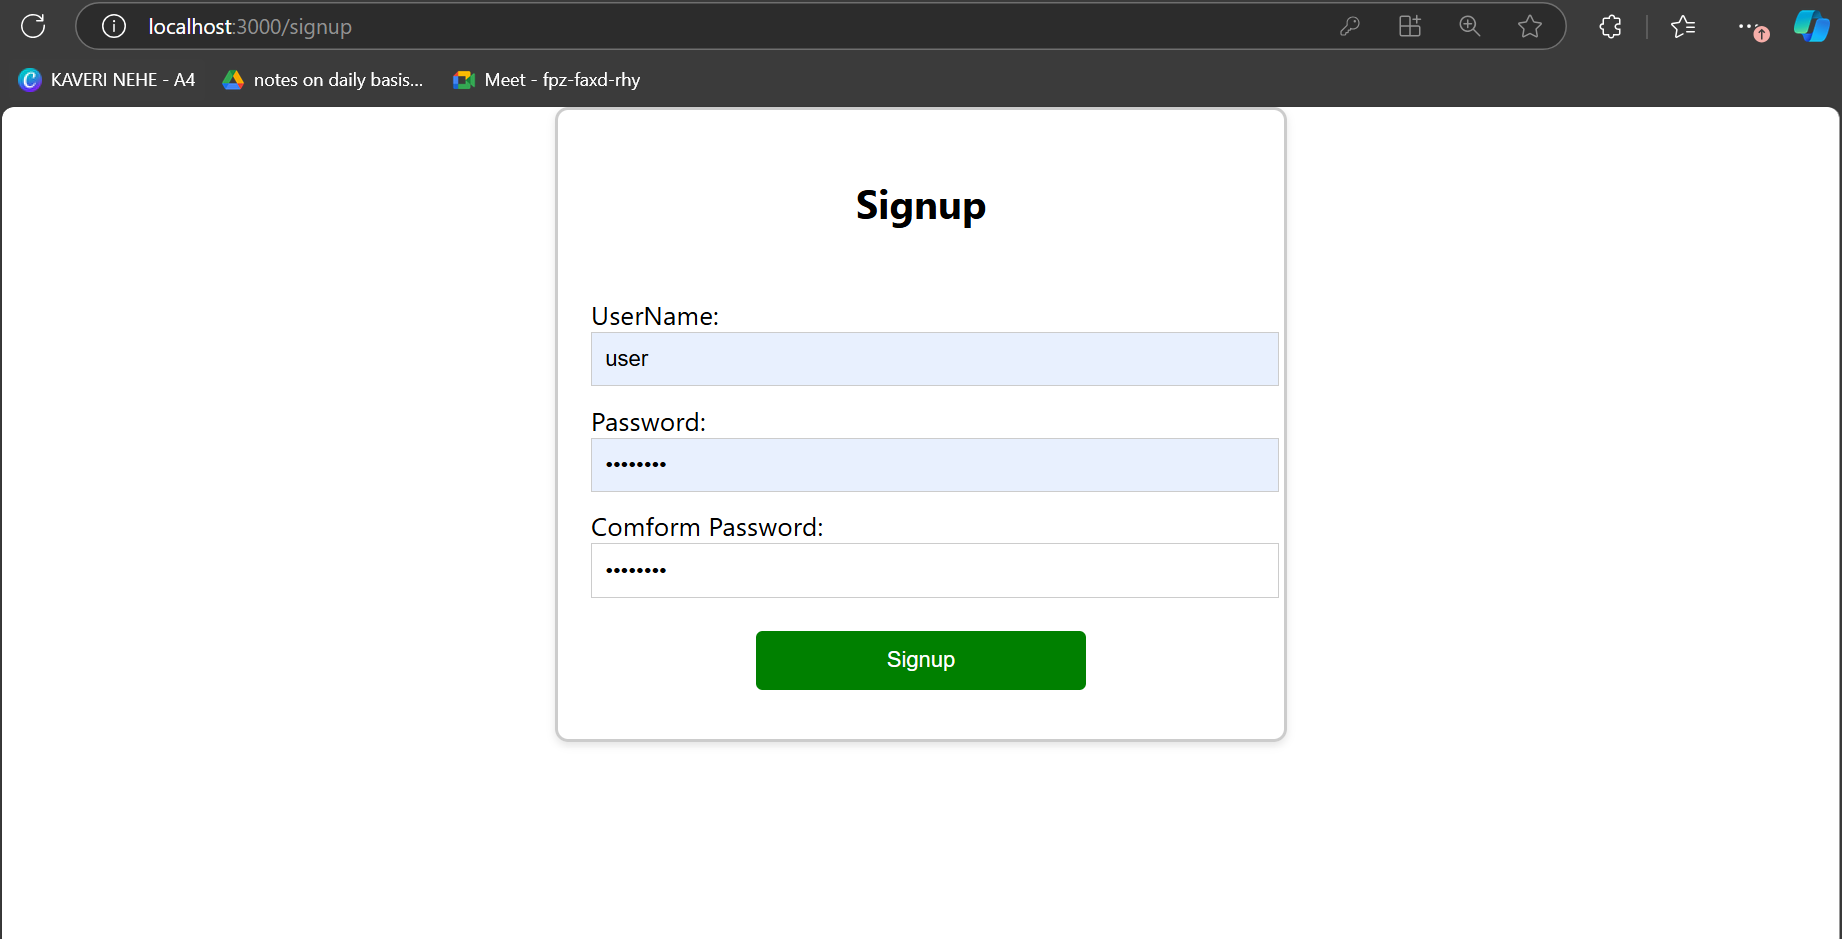 localhost:3000/signup
KAVERI NEHE - A4 notes on daily basis... Meet - fpz-faxd-rhy
Signup
UserName:
user
Password:
••••••••
Comform Password:
••••••••
Signup